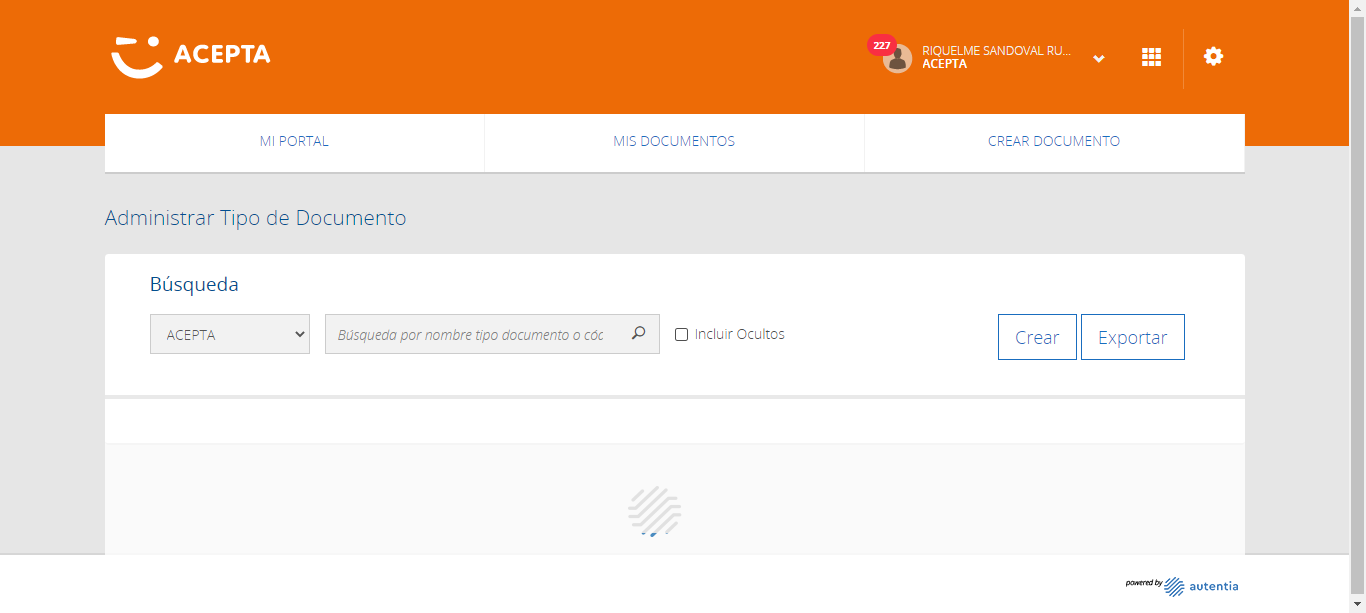 ACEPTA
227
RIQUELME SANDOVAL RU...
ACEPTA
MI PORTAL
MIS DOCUMENTOS
CREAR DOCUMENTO
Administrar Tipo de Documento
Búsqueda
ACEPTA
Búsqueda por nombre tipo documento o cóc
Incluir Ocultos
Crear
Exportar
powered by autentia